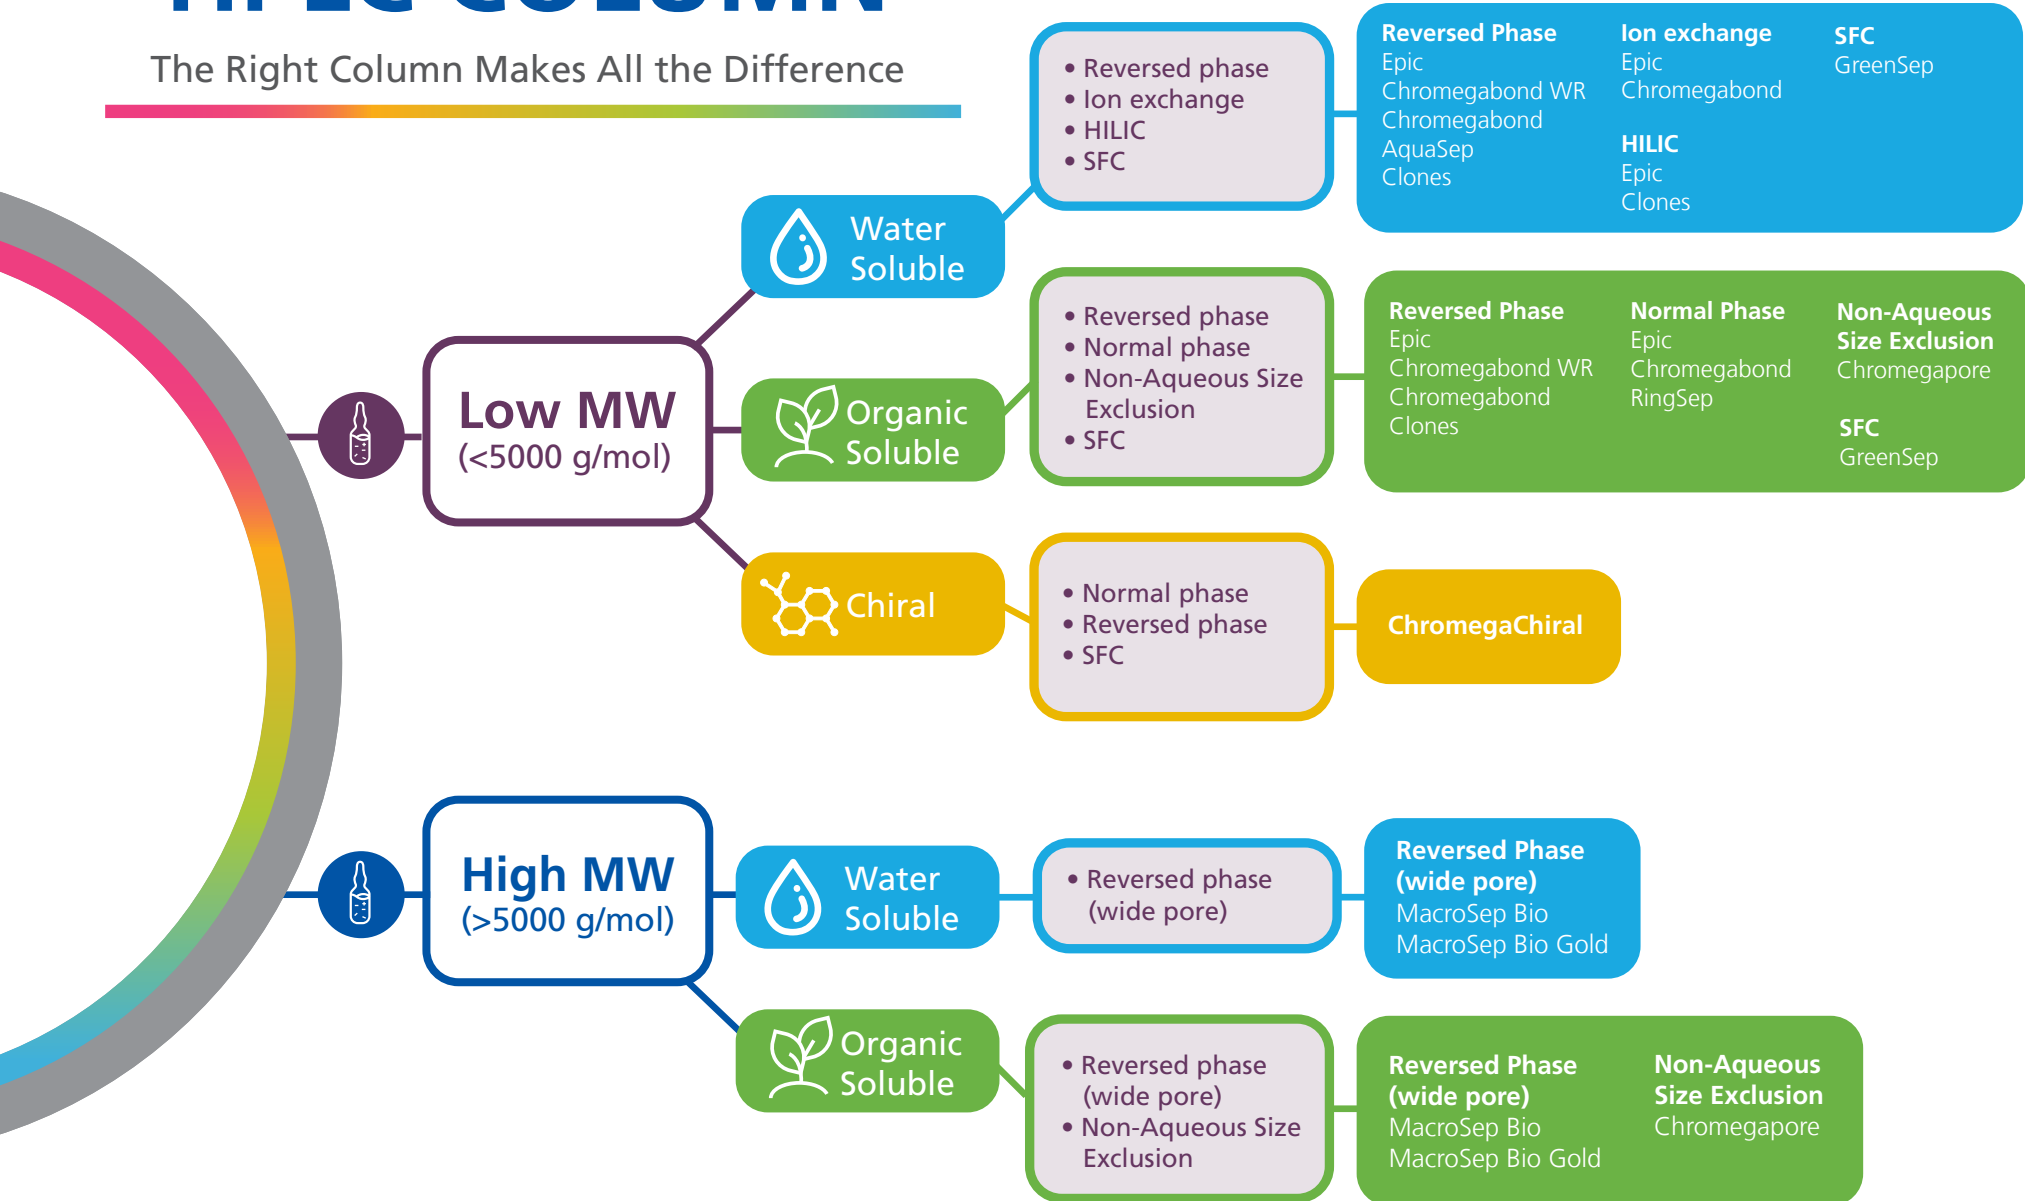 HPLC COLUMN
The Right Column Makes All the Difference
Low MW
(<5000 g/mol)
Water
Soluble
• Reversed phase
• Ion exchange
• HILIC
• SFC
Reversed Phase
Epic
Chromegabond WR
Chromegabond
AquaSep
Clones
Ion exchange
Epic
Chromegabond
HILIC
Epic
Clones
SFC
GreenSep
Organic
Soluble
• Reversed phase
• Normal phase
• Non-Aqueous Size
Exclusion
• SFC
Reversed Phase
Epic
Chromegabond WR
Chromegabond
Clones
Normal Phase
Epic
Chromegabond
RingSep
Non-Aqueous
Size Exclusion
Chromegapore
SFC
GreenSep
Chiral
• Normal phase
• Reversed phase
• SFC
ChromegaChiral
High MW
(>5000 g/mol)
Water
Soluble
• Reversed phase
(wide pore)
Reversed Phase
(wide pore)
MacroSep Bio
MacroSep Bio Gold
Organic
Soluble
• Reversed phase
(wide pore)
• Non-Aqueous Size
Exclusion
Reversed Phase
(wide pore)
MacroSep Bio
MacroSep Bio Gold
Non-Aqueous
Size Exclusion
Chromegapore